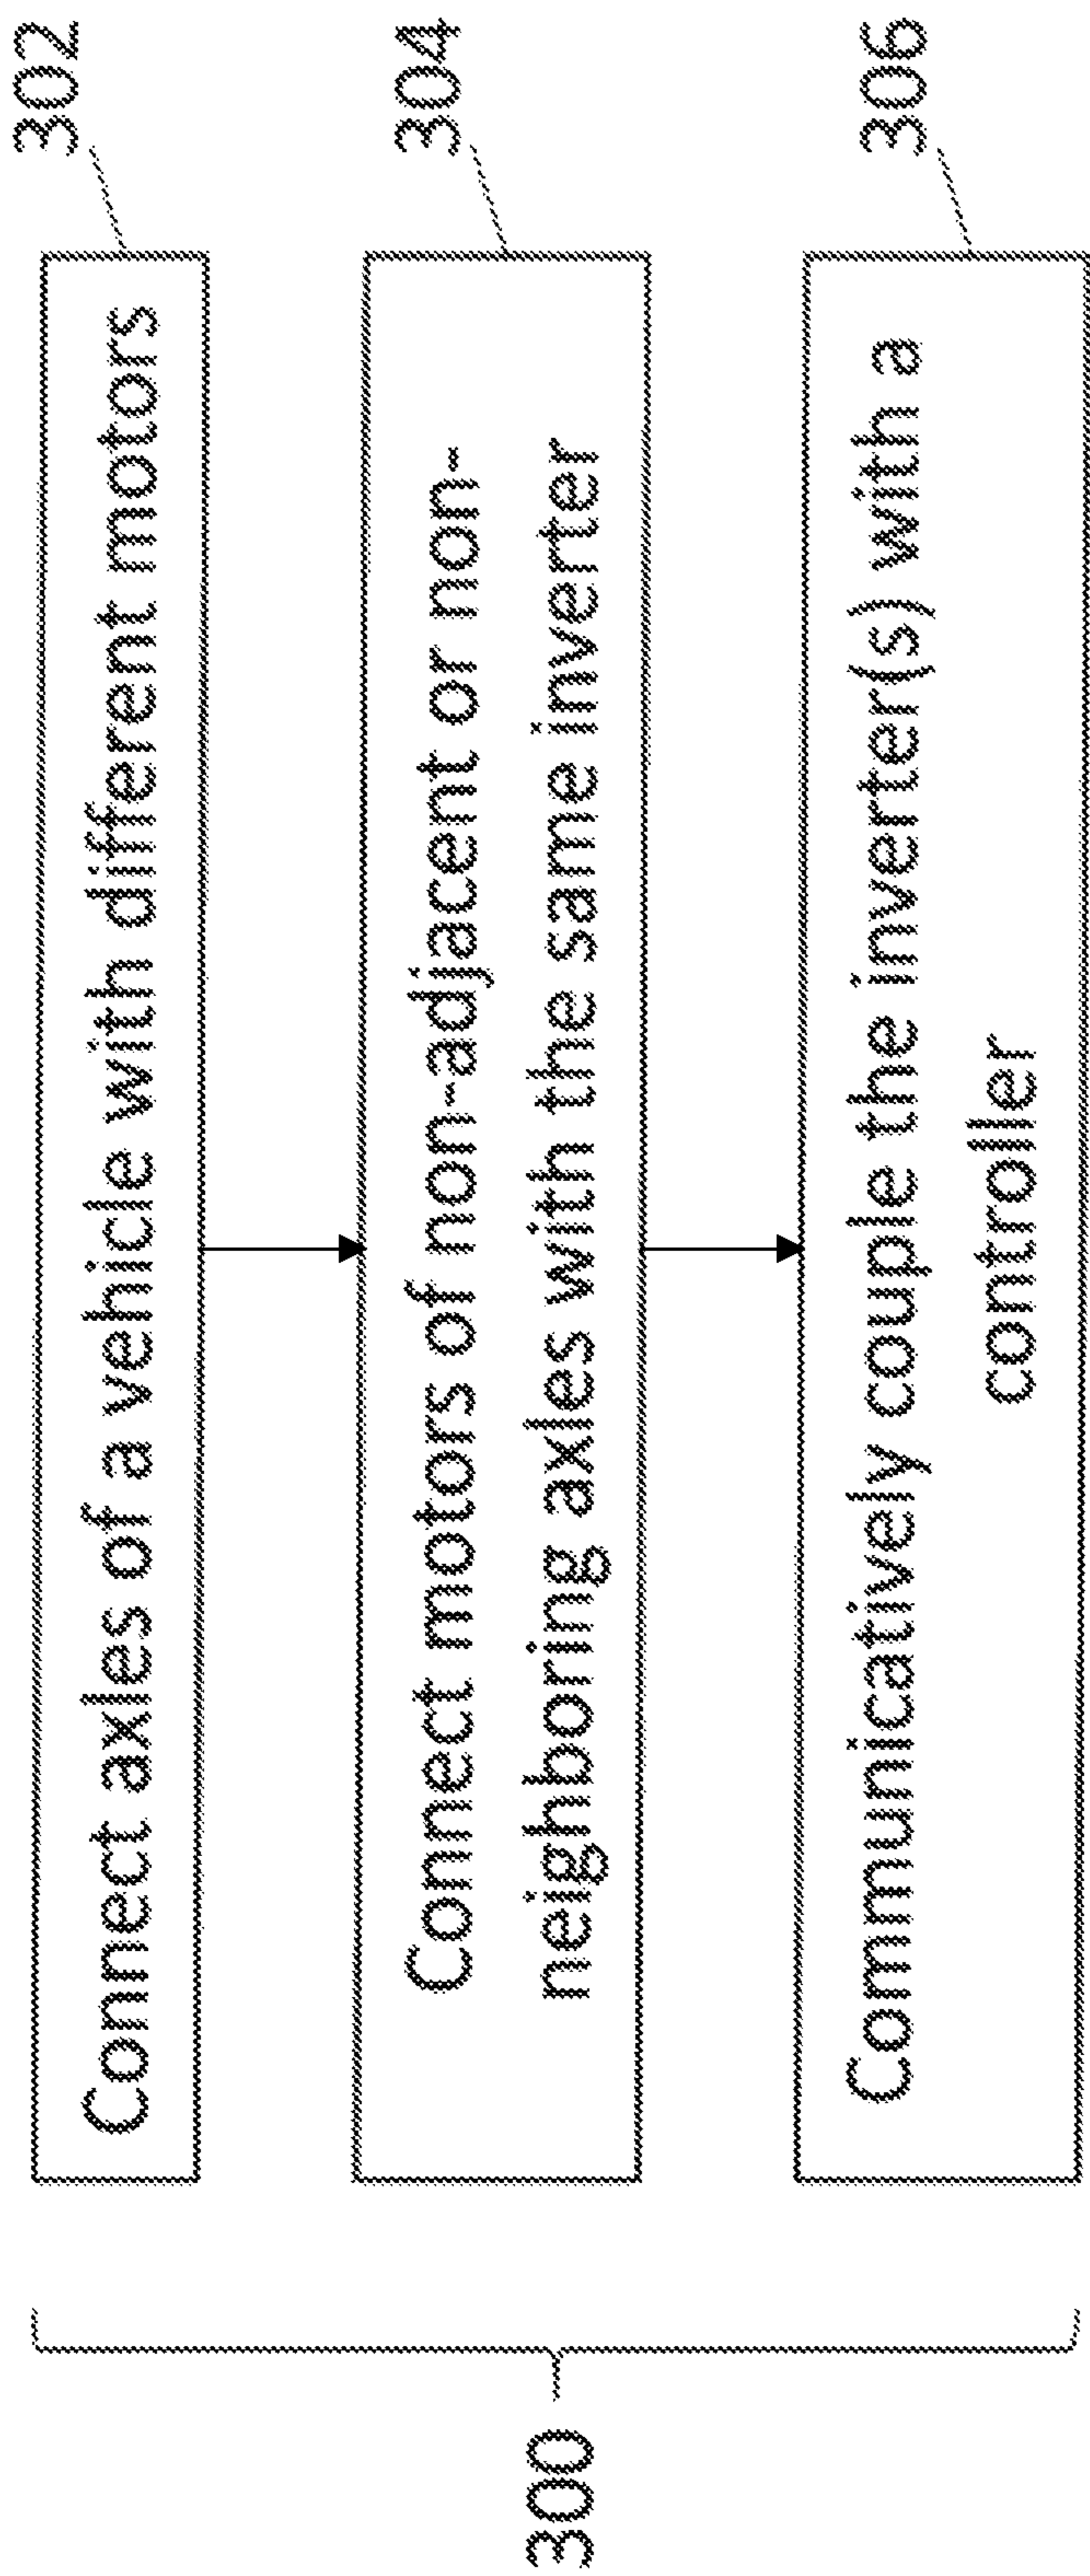 302
Connect axles of a vehicle with different motors
304
Connect motors of non-adjacent or non-
neighboring axles with the same inverter
306
Communicatively couple the inverter(s) with a
controller
300